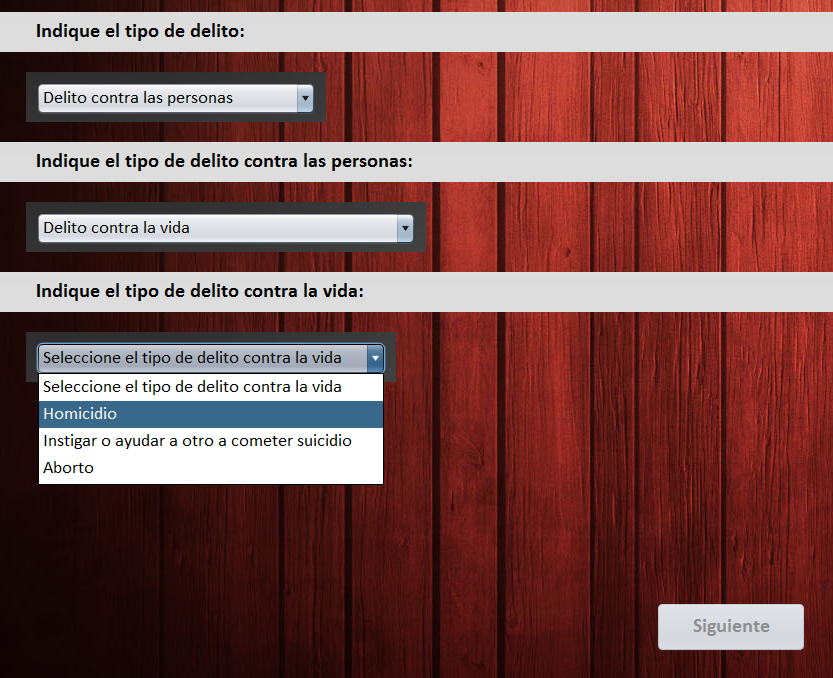 Indique el tipo de delito:
Delito contra las personas
Indique el tipo de delito contra las personas:
Delito contra la vida
Indique el tipo de delito contra la vida:
Seleccione el tipo de delito contra la vida
Seleccione el tipo de delito contra la vida
Homicidio
Instigar o ayudar a otro a cometer suicidio
Aborto
Siguiente